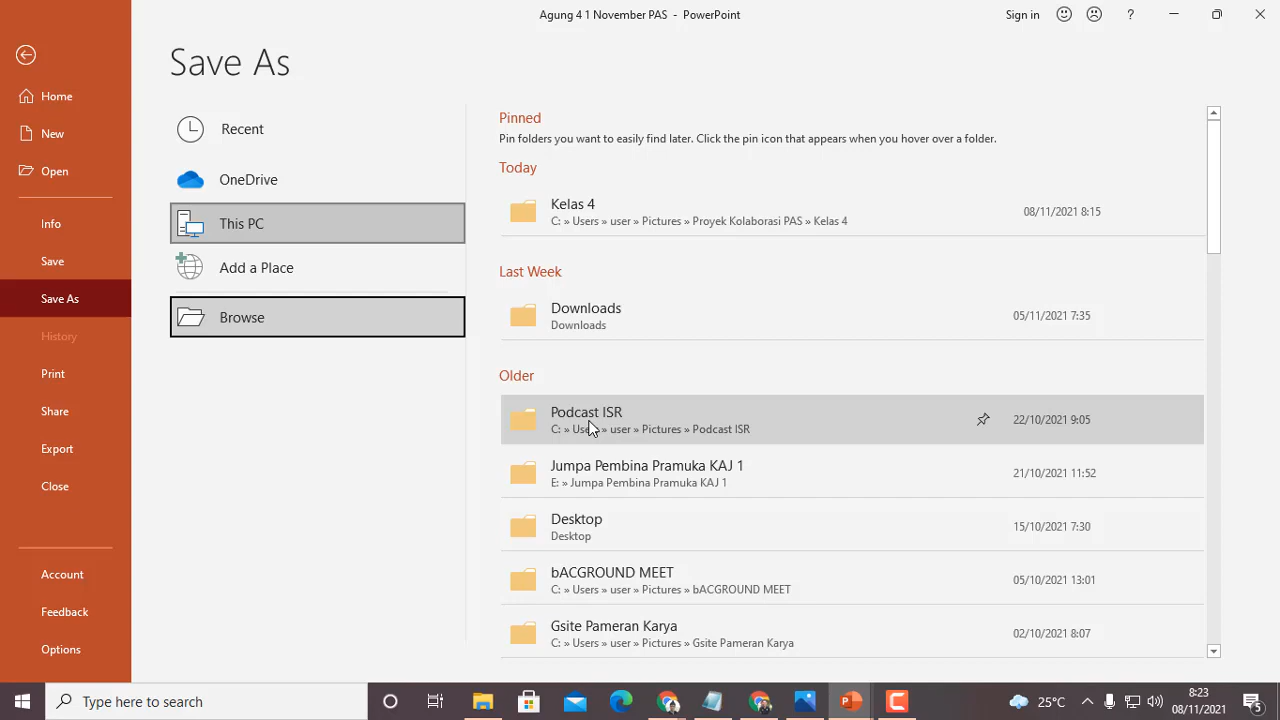 Agung 4 1 November PAS - PowerPoint
Sign in
?
Save As
Home
New
Open
Info
Save
Save As
History
Print
Share
Export
Close
Account
Feedback
Options
Recent
OneDrive
This PC
Add a Place
Browse
Pinned
Pin folders you want to easily find later. Click the pin icon that appears when you hover over a folder.
Today
Kelas 4
C: » Users » user » Pictures » Proyek Kolaborasi PAS » Kelas 4
08/11/2021 8:15
Last Week
Downloads
Downloads
05/11/2021 7:35
Older
Podcast ISR
C: » Users » user » Pictures » Podcast ISR
22/10/2021 9:05
Jumpa Pembina Pramuka KAJ 1
E: » Jumpa Pembina Pramuka KAJ 1
21/10/2021 11:52
Desktop
Desktop
15/10/2021 7:30
bACGROUND MEET
C: » Users » user » Pictures » bACGROUND MEET
05/10/2021 13:01
Gsite Pameran Karya
C: » Users » user » Pictures » Gsite Pameran Karya
02/10/2021 8:07
Type here to search
25°C
8:23
08/11/2021
5